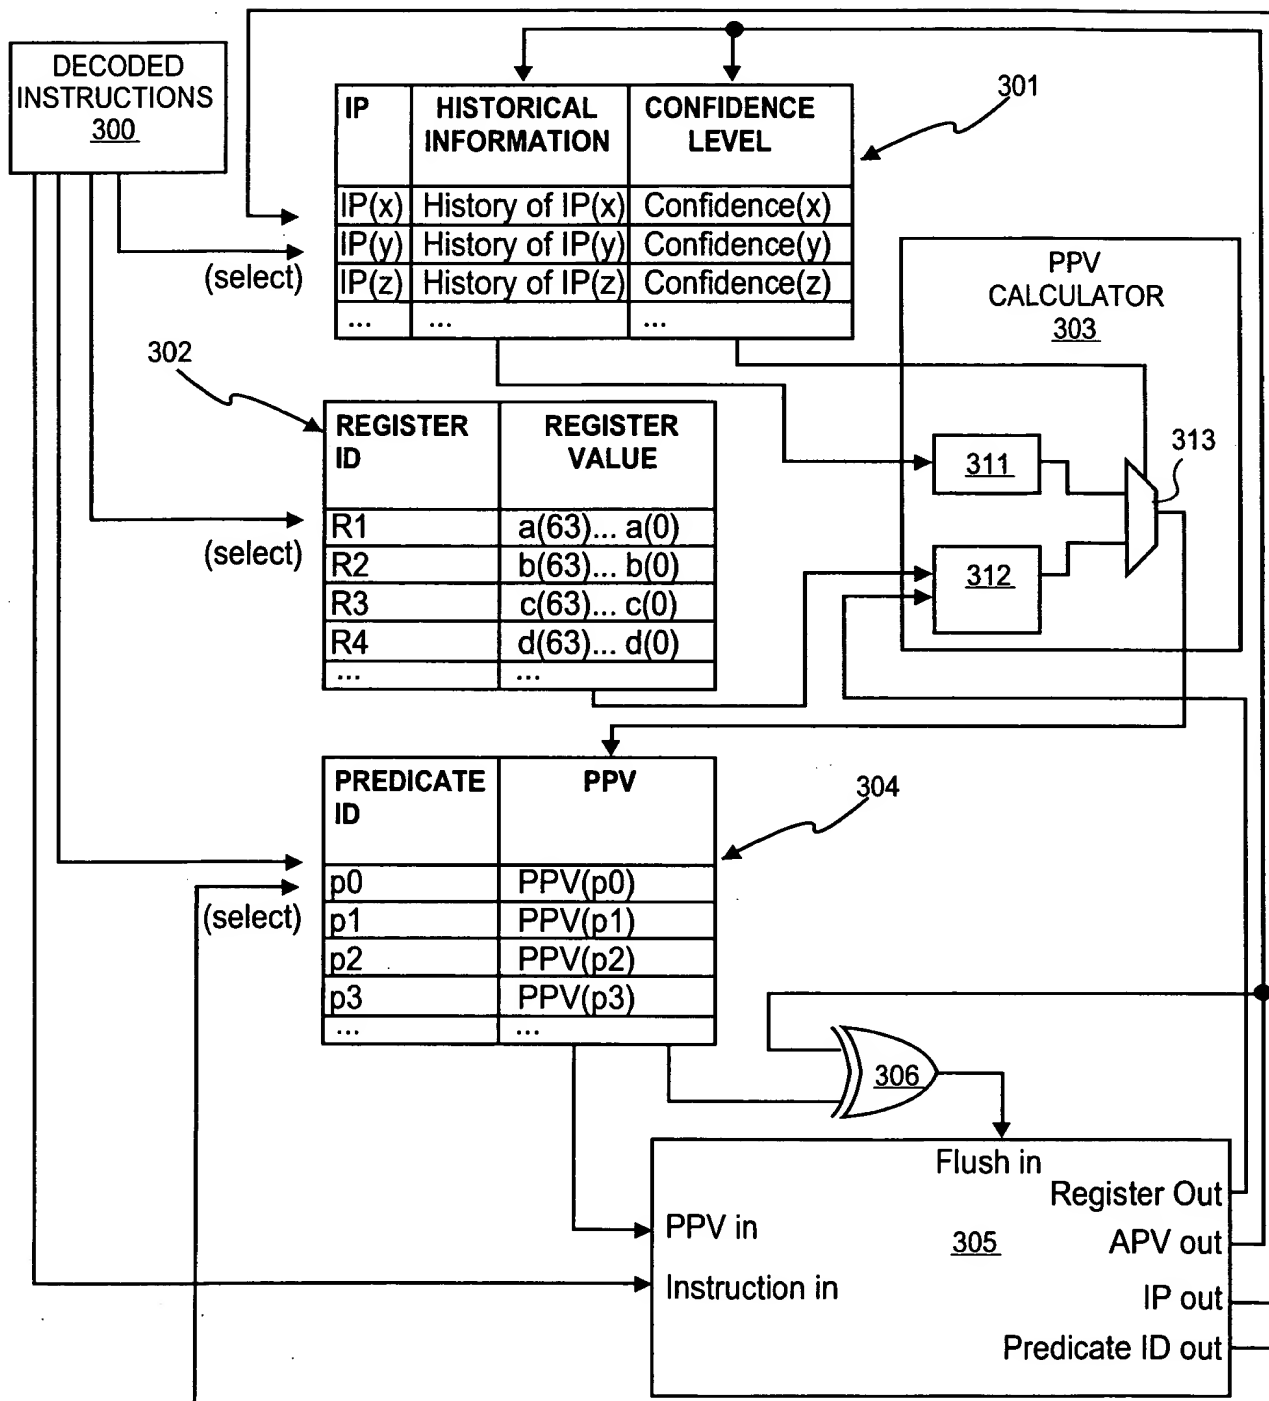 DECODED
INSTRUCTIONS
300
IP
HISTORICAL
INFORMATION
CONFIDENCE
LEVEL
IP(x) History of IP(x) Confidence(x)
IP(y) History of IP(y) Confidence(y)
IP(z) History of IP(z) Confidence(z)
... ... ...
301
(select)
302
REGISTER
ID
REGISTER
VALUE
R1 a(63)... a(0)
R2 b(63)... b(0)
R3 c(63)... c(0)
R4 d(63)... d(0)
... ...
(select)
PPV
CALCULATOR
303
311
312
313
PREDICATE
ID
PPV
p0 PPV(p0)
p1 PPV(p1)
p2 PPV(p2)
p3 PPV(p3)
... ...
304
(select)
306
Flush in
Register Out
PPV in
305
APV out
Instruction in
IP out
Predicate ID out